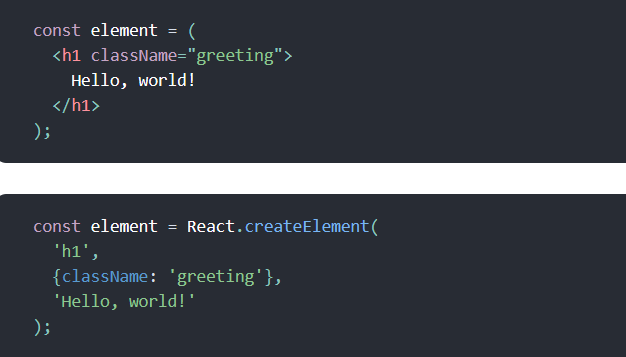 const element = (
  <h1 className="greeting">
    Hello, world!
  </h1>
);
const element = React.createElement(
  'h1',
  {className: 'greeting'},
  'Hello, world!'
);